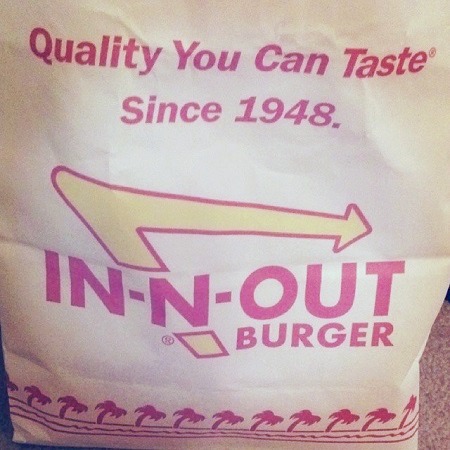 Quality You Can Taste®
Since 1948.
IN-N-OUT
® BURGER